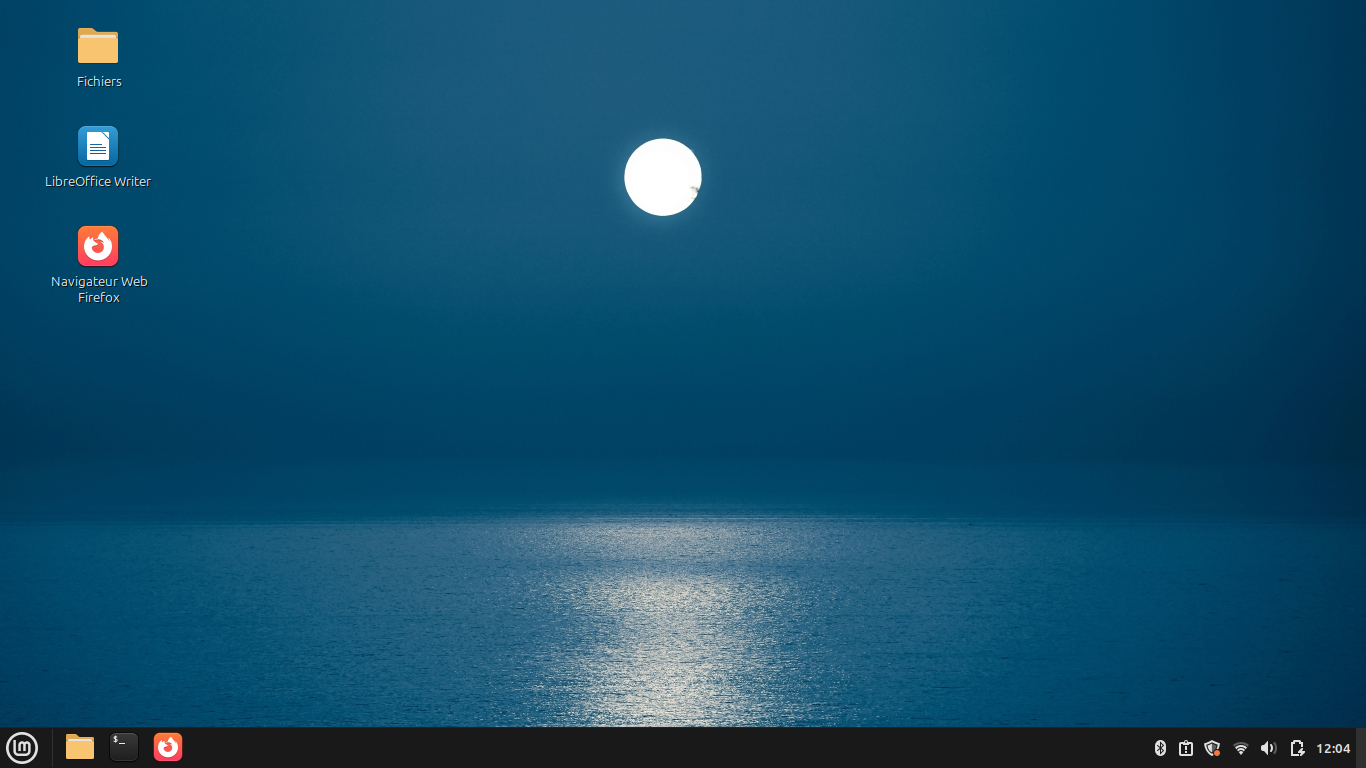 Fichiers
LibreOffice Writer
Navigateur Web
Firefox
$_
12:04